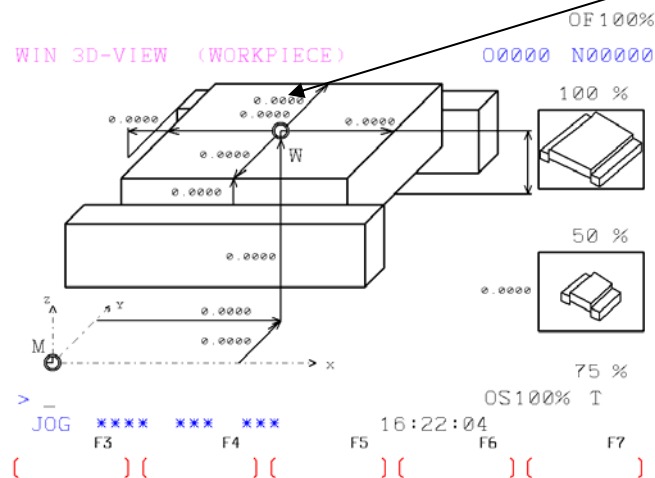 OF100%
WIN 3D-VIEW (WORKPIECE) O0000 N00000
100 %
0.0000
0.0000
0.0000
0.0000
W
0.0000
0.0000
50 %
0.0000
0.0000
Z
Y
0.0000
M
0.0000
X
75 %
> _
OS100% T
JOG **** *** *** 16:22:04
F3 F4 F5 F6 F7
( ) ( ) ( ) ( ) ( )